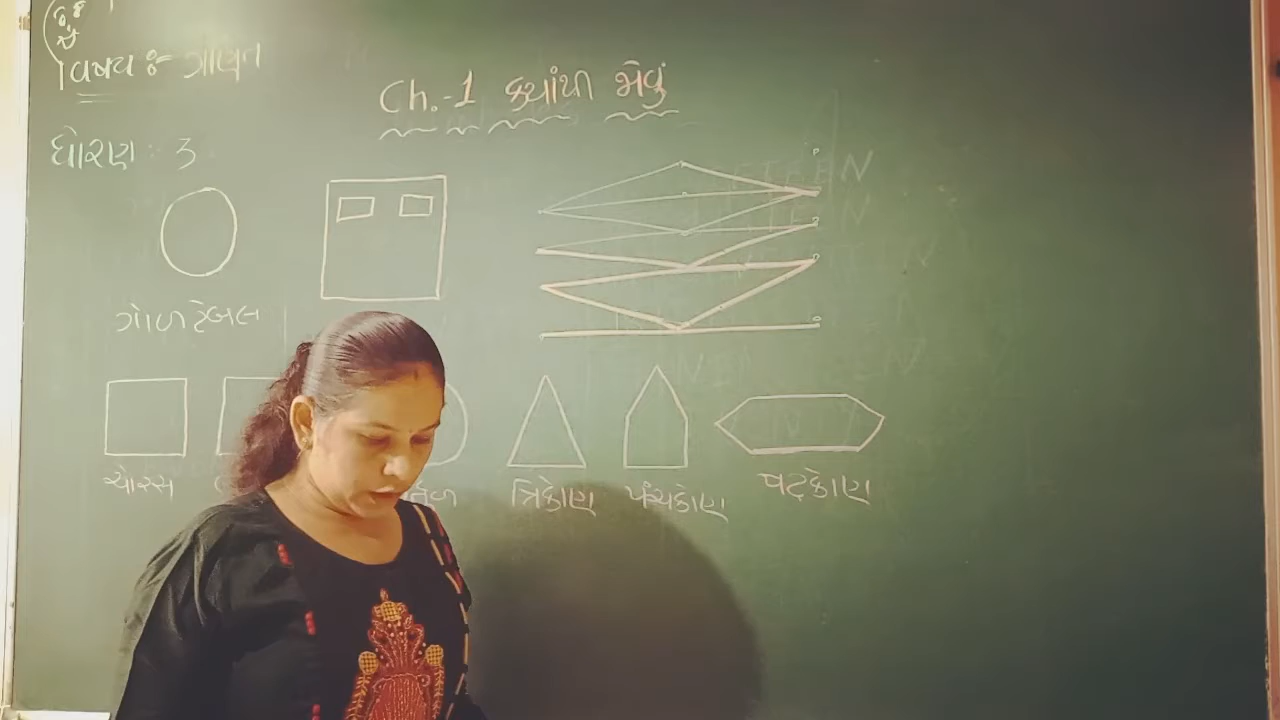 વિષય :- ગણિત
Ch.-1 ક્યાંથી જોવું
ધોરણ : 3
ગોળ ટેબલ
ચોરસ ત્રિકોણ પંચકોણ ષટ્કોણ